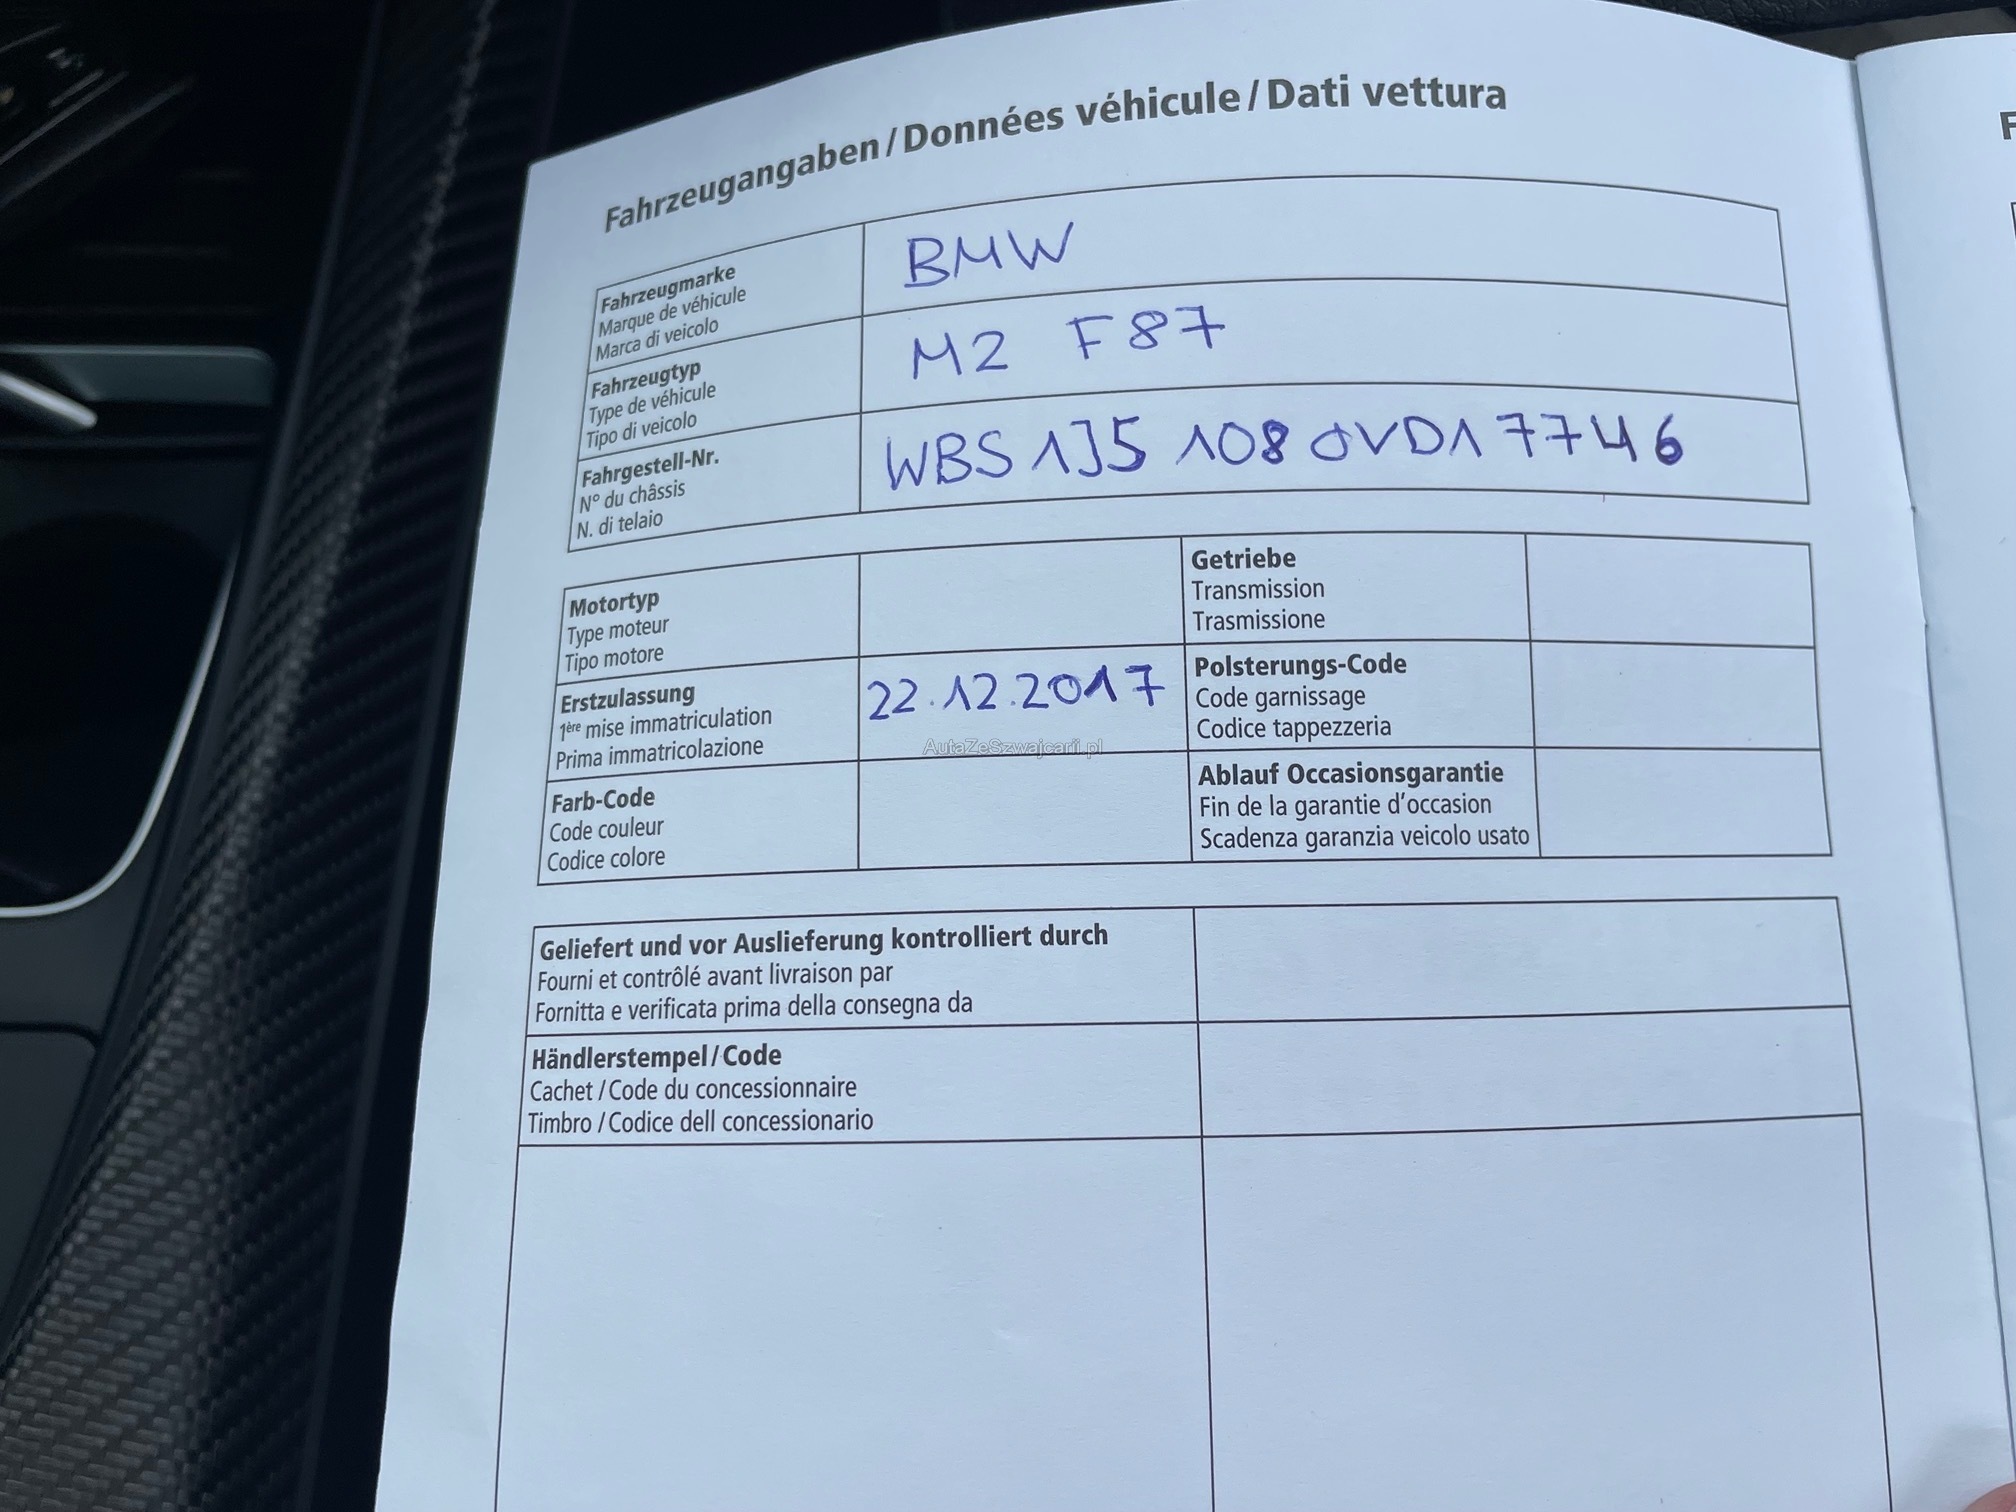 Fahrzeugangaben / Données véhicule / Dati vettura
Fahrzeugmarke
Marque de véhicule
Marca di veicolo
BMW
Fahrzeugtyp
Type de véhicule
Tipo di veicolo
M2 F87
Fahrgestell-Nr.
N° du châssis
N. di telaio
WBS 1J5 108 0VD1 7746
Motortyp
Type moteur
Tipo motore
Getriebe
Transmission
Trasmissione
Erstzulassung
1ère mise immatriculation
Prima immatricolazione
22.12.2017
Polsterungs-Code
Code garnissage
Codice tappezzeria
AutaZeSzwajcarii.pl
Farb-Code
Code couleur
Codice colore
Ablauf Occasionsgarantie
Fin de la garantie d'occasion
Scadenza garanzia veicolo usato
Geliefert und vor Auslieferung kontrolliert durch
Fourni et contrôlé avant livraison par
Fornitta e verificata prima della consegna da
Händlerstempel / Code
Cachet / Code du concessionnaire
Timbro / Codice dell concessionario
F